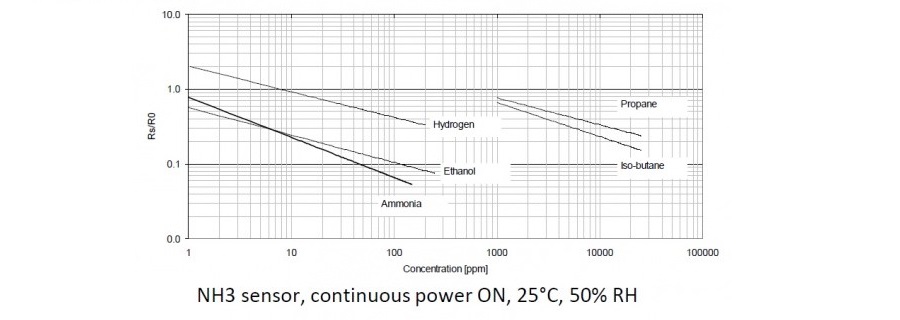 10.0
1.0
0.1
0.0
Rs/R0
Hydrogen
Ethanol
Ammonia
Propane
Iso-butane
1 10 100 1000 10000 100000
Concentration [ppm]
NH3 sensor, continuous power ON, 25°C, 50% RH